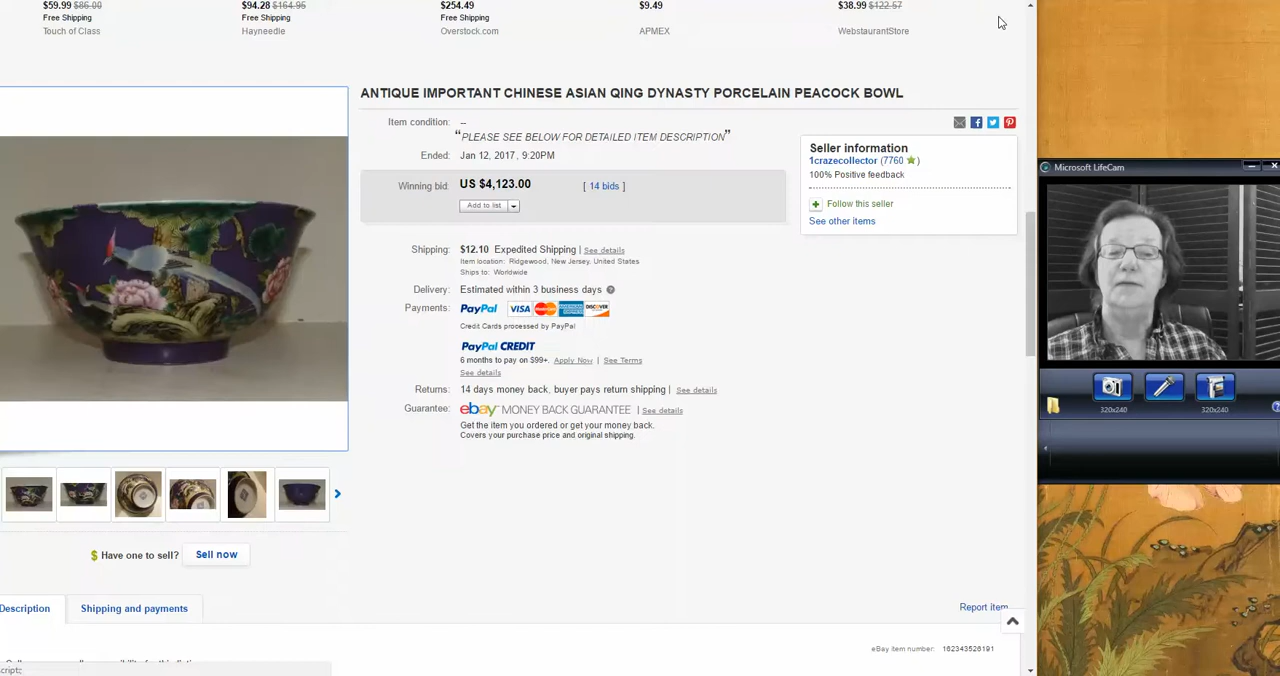 $59.99 $86.00
Free Shipping
Touch of Class
$94.28 $164.95
Free Shipping
Hayneedle
$254.49
Free Shipping
Overstock.com
$9.49
APMEX
$38.99 $122.57
WebstaurantStore
ANTIQUE IMPORTANT CHINESE ASIAN QING DYNASTY PORCELAIN PEACOCK BOWL
Item condition: --
“PLEASE SEE BELOW FOR DETAILED ITEM DESCRIPTION”
Ended: Jan 12, 2017 , 9:20PM
Winning bid: US $4,123.00 [ 14 bids ]
Add to list
Shipping: $12.10 Expedited Shipping | See details
Item location: Ridgewood, New Jersey, United States
Ships to: Worldwide
Delivery: Estimated within 3 business days
Payments: PayPal VISA MasterCard AMERICAN EXPRESS DISCOVER
Credit Cards processed by PayPal
PayPal CREDIT
6 months to pay on $99+. Apply Now | See Terms
See details
Returns: 14 days money back, buyer pays return shipping | See details
Guarantee: ebay MONEY BACK GUARANTEE | See details
Get the item you ordered or get your money back.
Covers your purchase price and original shipping.
Seller information
1crazecollector (7760 )
100% Positive feedback
Follow this seller
See other items
Microsoft LifeCam
320x240
320x240
$ Have one to sell? Sell now
Description
Shipping and payments
Report item
eBay item number: 162343526191
script:;